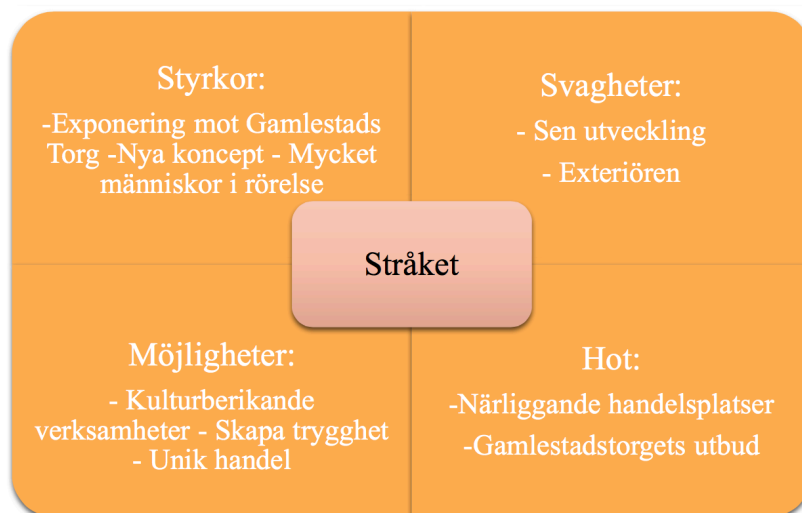 Styrkor:
-Exponering mot Gamlestads
Torg -Nya koncept - Mycket
människor i rörelse
Svagheter:
- Sen utveckling
- Exteriören
Stråket
Möjligheter:
- Kulturberikande
verksamheter - Skapa trygghet
- Unik handel
Hot:
-Närliggande handelsplatser
-Gamlestadstorgets utbud